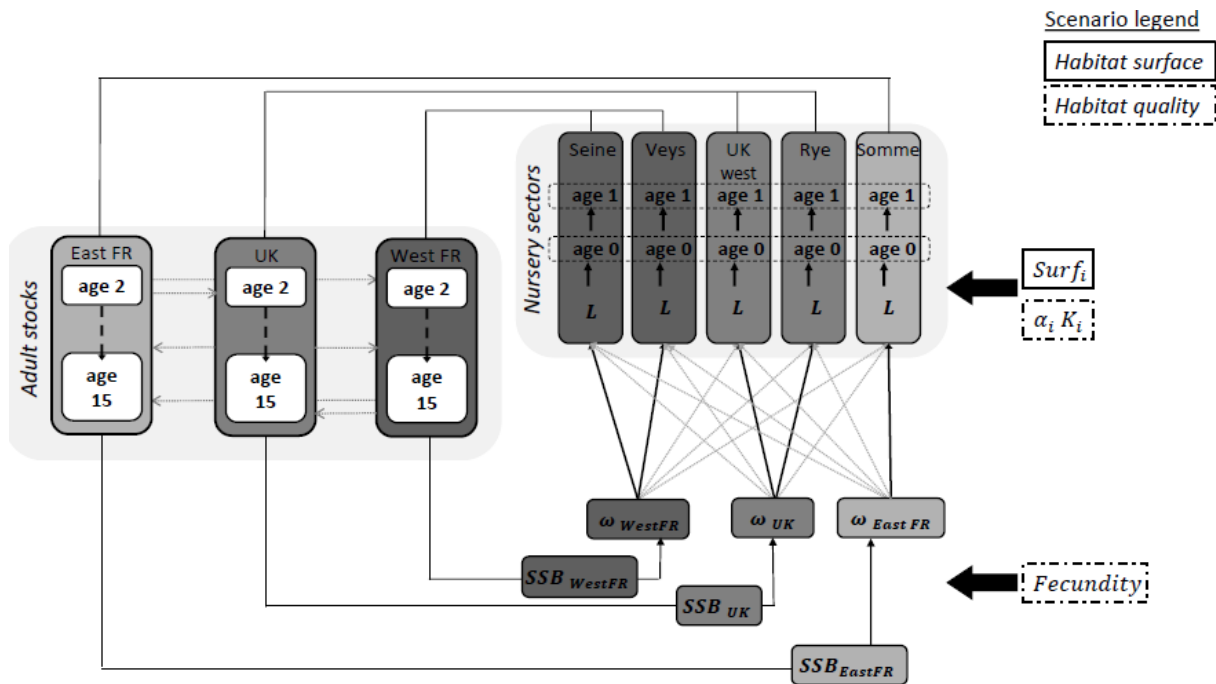 Scenario legend
Habitat surface
Habitat quality
Seine
Veys
UK
west
Rye
Somme
Nursery sectors
age 1
age 1
age 1
age 1
age 1
age 0
age 0
age 0
age 0
age 0
L
L
L
L
L
Adult stocks
East FR
age 2
age
15
UK
age 2
age
15
West FR
age 2
age
15
Surf_i
α_i K_i
ω_WestFR
ω_UK
ω_East FR
SSB_WestFR
SSB_UK
SSB_EastFR
Fecundity